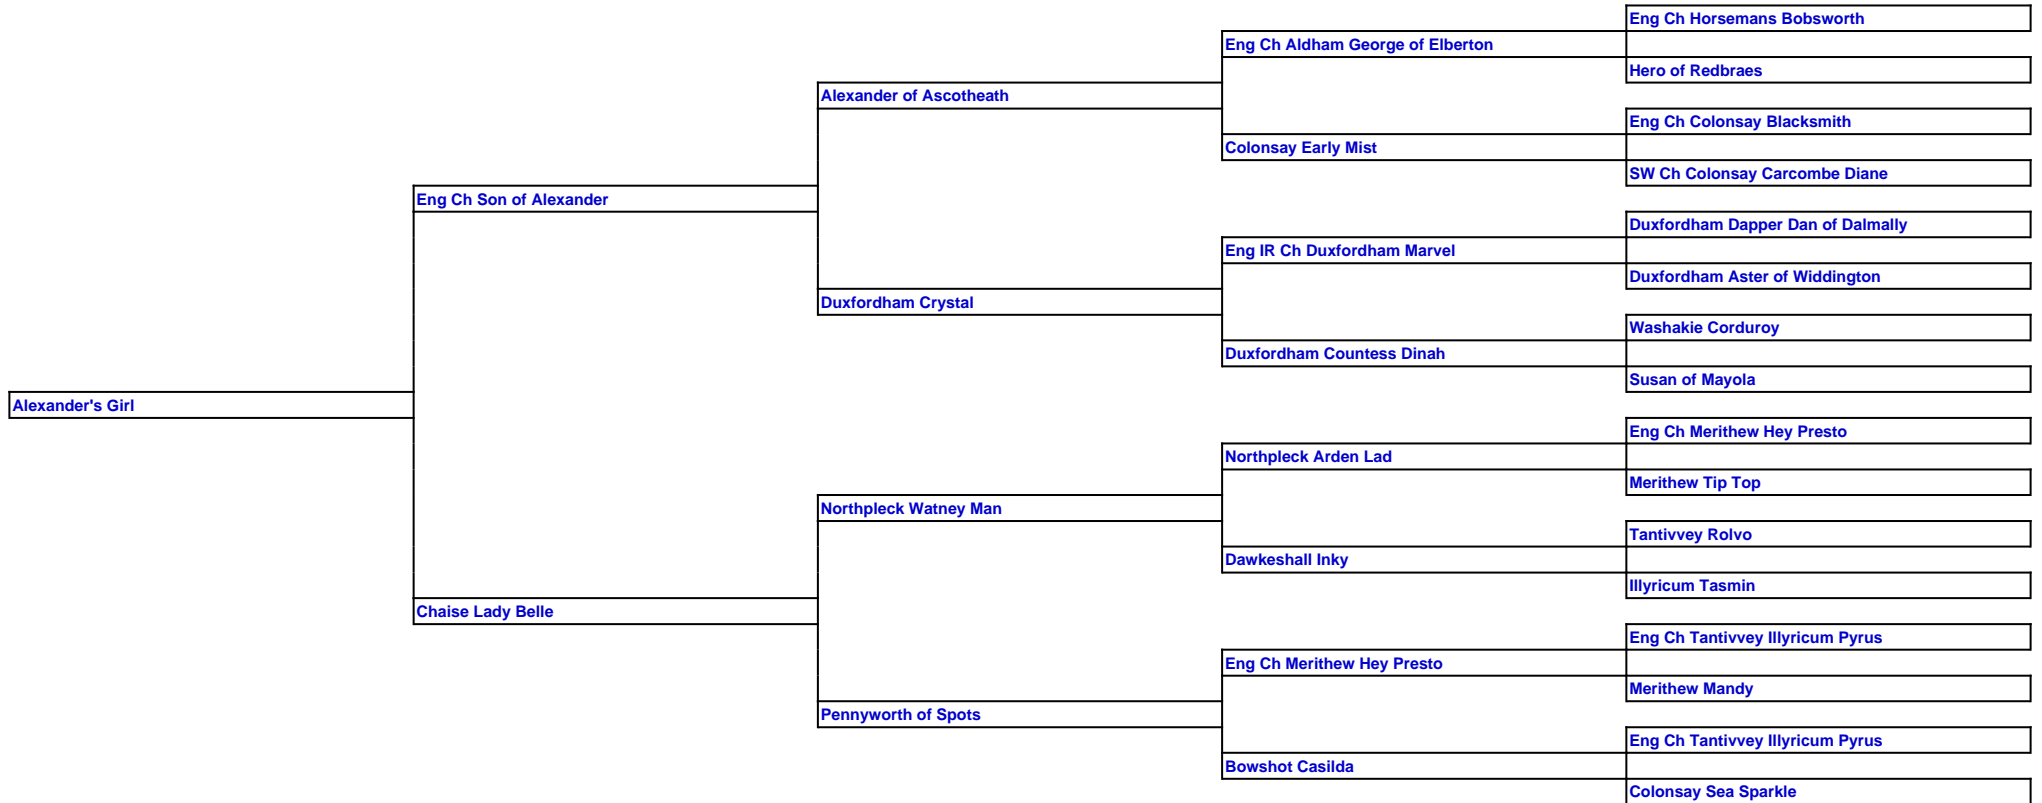 Eng Ch Horsemans Bobsworth
Eng Ch Aldham George of Elberton
Hero of Redbraes
Alexander of Ascotheath
Eng Ch Colonsay Blacksmith
Colonsay Early Mist
SW Ch Colonsay Carcombe Diane
Eng Ch Son of Alexander
Duxfordham Dapper Dan of Dalmally
Eng IR Ch Duxfordham Marvel
Duxfordham Aster of Widdington
Duxfordham Crystal
Washakie Corduroy
Duxfordham Countess Dinah
Susan of Mayola
Alexander's Girl
Eng Ch Merithew Hey Presto
Northpleck Arden Lad
Merithew Tip Top
Northpleck Watney Man
Tantivvey Rolvo
Dawkeshall Inky
Illyricum Tasmin
Chaise Lady Belle
Eng Ch Tantivvey Illyricum Pyrus
Eng Ch Merithew Hey Presto
Merithew Mandy
Pennyworth of Spots
Eng Ch Tantivvey Illyricum Pyrus
Bowshot Casilda
Colonsay Sea Sparkle